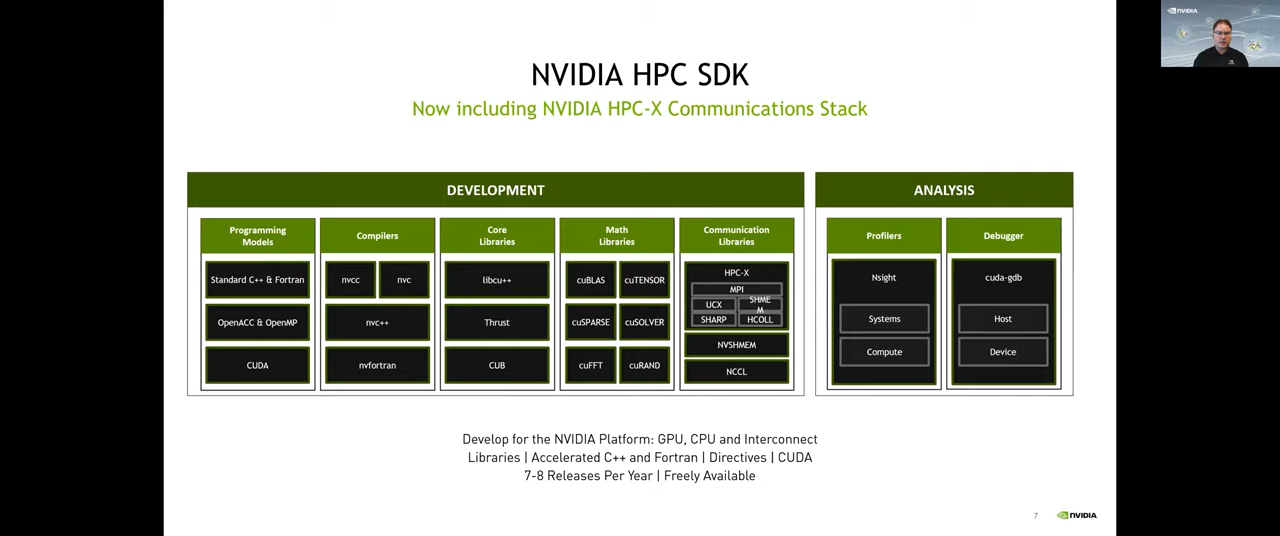 NVIDIA
NVIDIA HPC SDK
Now including NVIDIA HPC-X Communications Stack
DEVELOPMENT
Programming
Models
Standard C++ & Fortran
OpenACC & OpenMP
CUDA
Compilers
nvcc
nvc
nvc++
nvfortran
Core
Libraries
libcu++
Thrust
CUB
Math
Libraries
cuBLAS
cuTENSOR
cuSPARSE
cuSOLVER
cuFFT
cuRAND
Communication
Libraries
HPC-X
MPI
UCX
SHME
M
SHARP
HCOLL
NVSHMEM
NCCL
ANALYSIS
Profilers
Nsight
Systems
Compute
Debugger
cuda-gdb
Host
Device
Develop for the NVIDIA Platform: GPU, CPU and Interconnect
Libraries | Accelerated C++ and Fortran | Directives | CUDA
7-8 Releases Per Year | Freely Available
7
NVIDIA